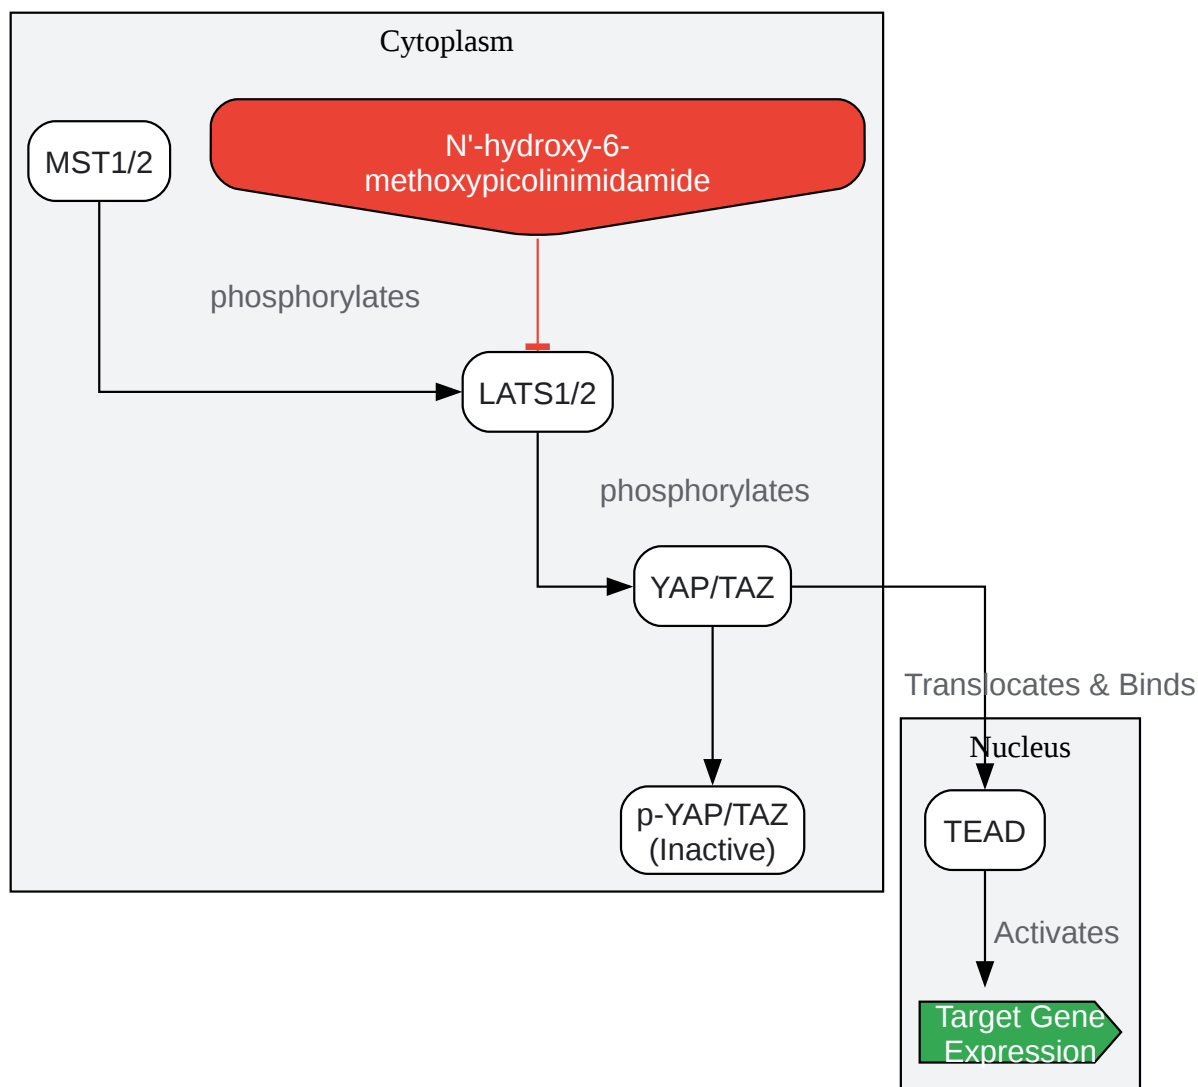 Cytoplasm
MST1/2
N'-hydroxy-6-
methoxypicolinimidamide
phosphorylates
LATS1/2
phosphorylates
YAP/TAZ
Translocates & Binds
Nucleus
p-YAP/TAZ
(Inactive)
TEAD
Activates
Target Gene
Expression